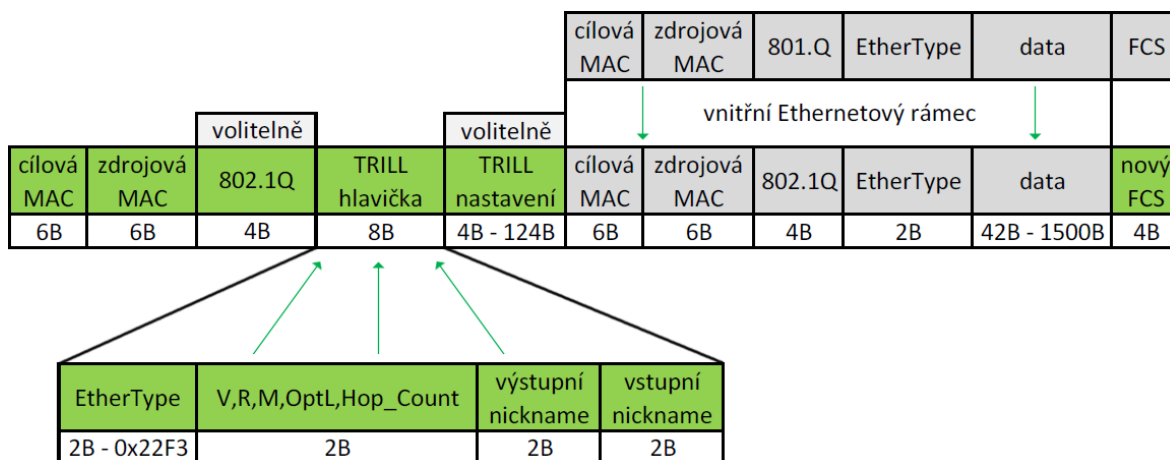 cílová MAC zdrojová MAC 801.Q EtherType data FCS
vnitřní Ethernetový rámec
volitelně volitelně
cílová MAC zdrojová MAC 802.1Q TRILL hlavička TRILL nastavení cílová MAC zdrojová MAC 802.1Q EtherType data nový FCS
6B 6B 4B 8B 4B - 124B 6B 6B 4B 2B 42B - 1500B 4B
EtherType V,R,M,OptL,Hop_Count výstupní nickname vstupní nickname
2B - 0x22F3 2B 2B 2B